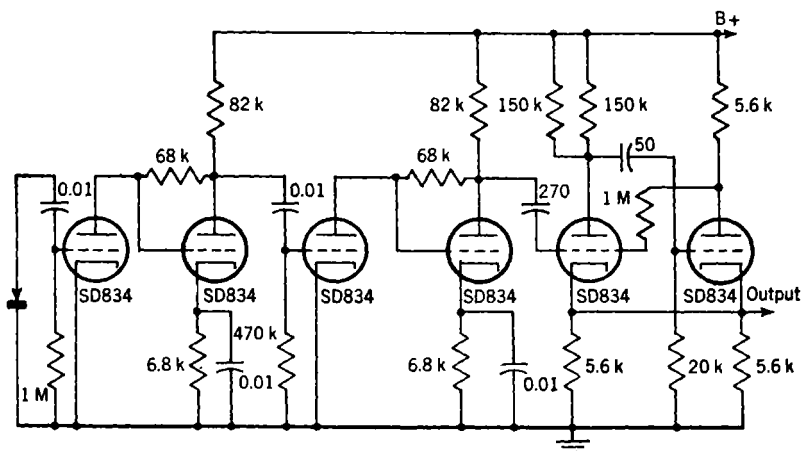 B+
82 k
82 k
150 k
150 k
5.6 k
50
68 k
68 k
0.01
0.01
270
1 M
SD834
SD834
SD834
SD834
SD834
SD834
Output
470 k
6.8 k
0.01
6.8 k
0.01
5.6 k
20 k
5.6 k
1 M